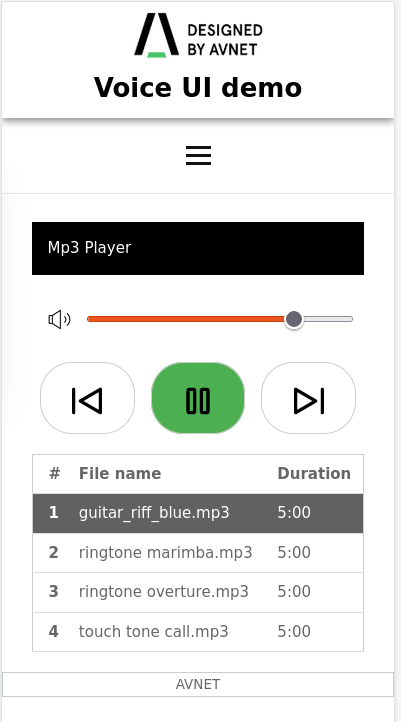 DESIGNED
BY AVNET
Voice UI demo
Mp3 Player
# File name Duration
1 guitar_riff_blue.mp3 5:00
2 ringtone marimba.mp3 5:00
3 ringtone overture.mp3 5:00
4 touch tone call.mp3 5:00
AVNET